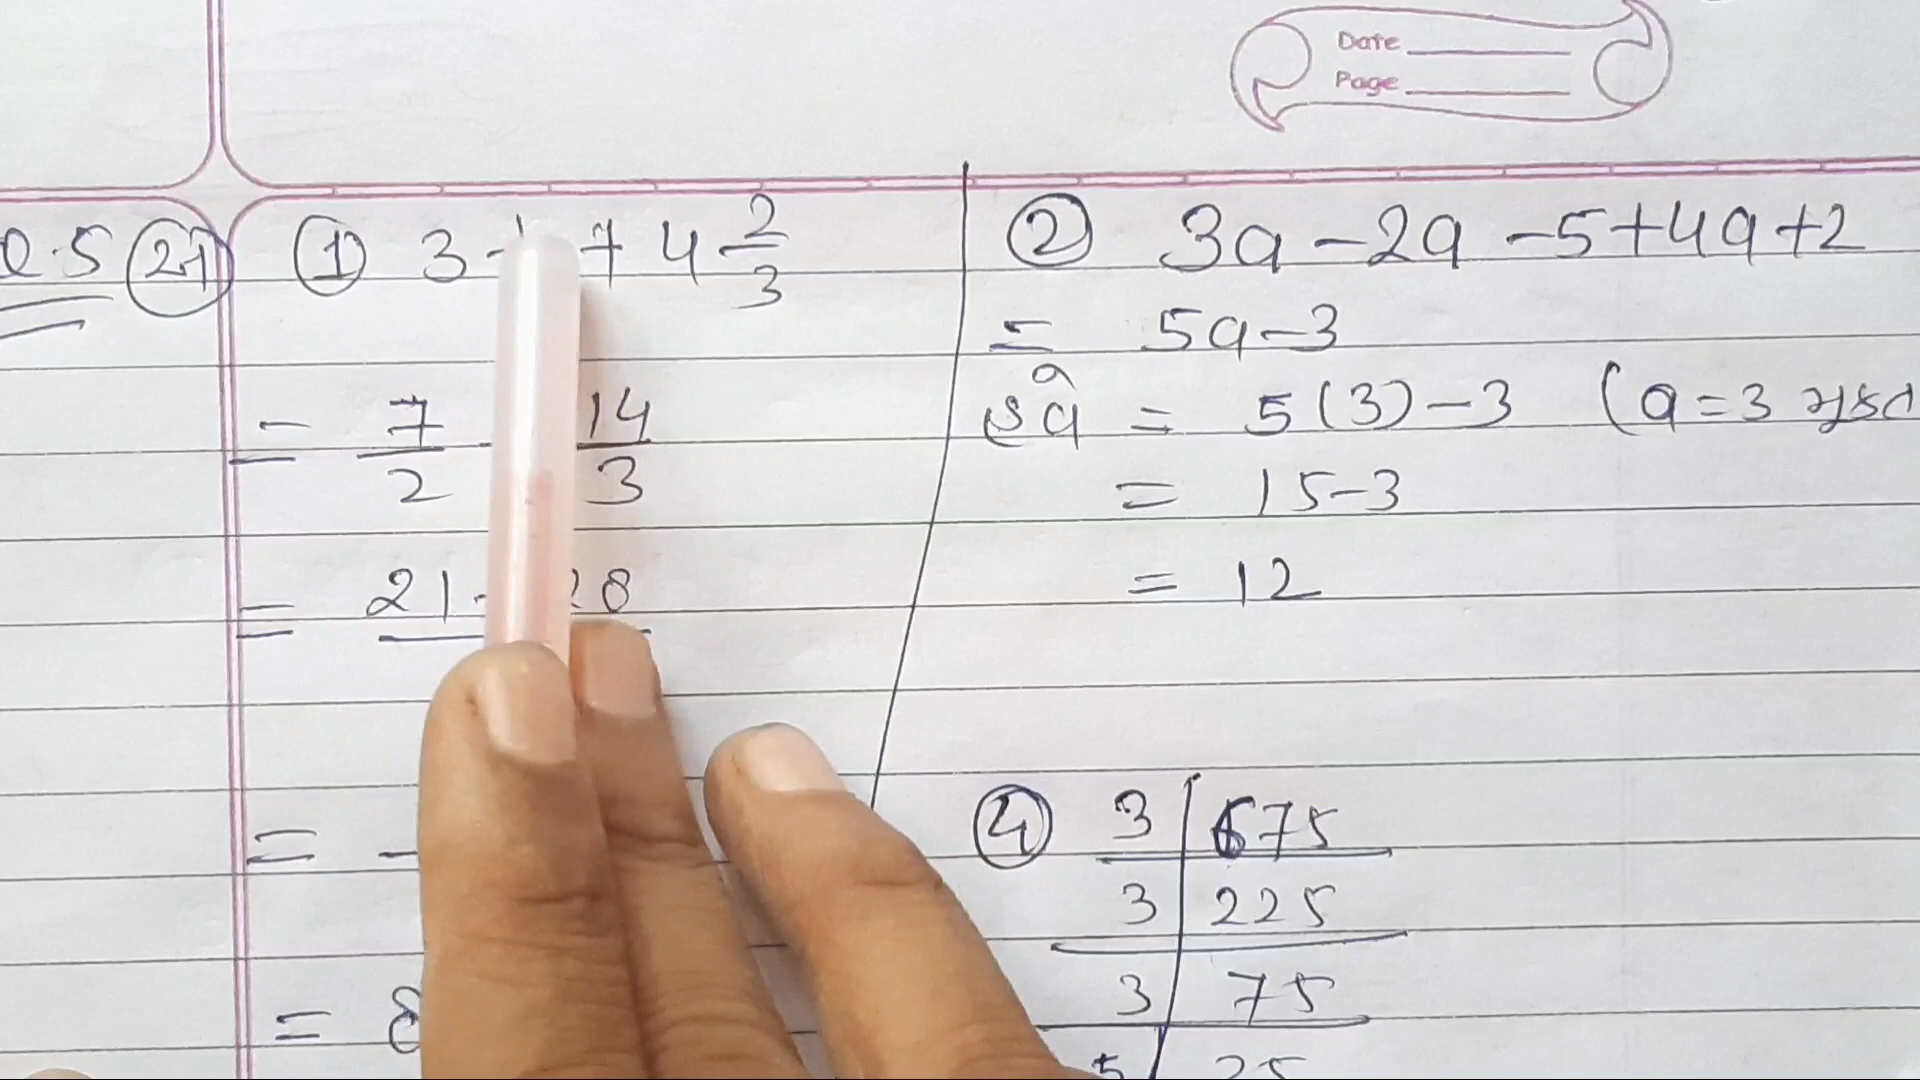 Date
Page
Q.5 (21) (1) 3 + 4 2/3
= 7/2 14/3
= 21 28
= 8
(2) 3a-2a-5+4a+2
= 5a-3
હવે = 5(3)-3 (a=3
= 15-3
= 12
(4) 3 | 675
3 | 225
3 | 75
5 | 25